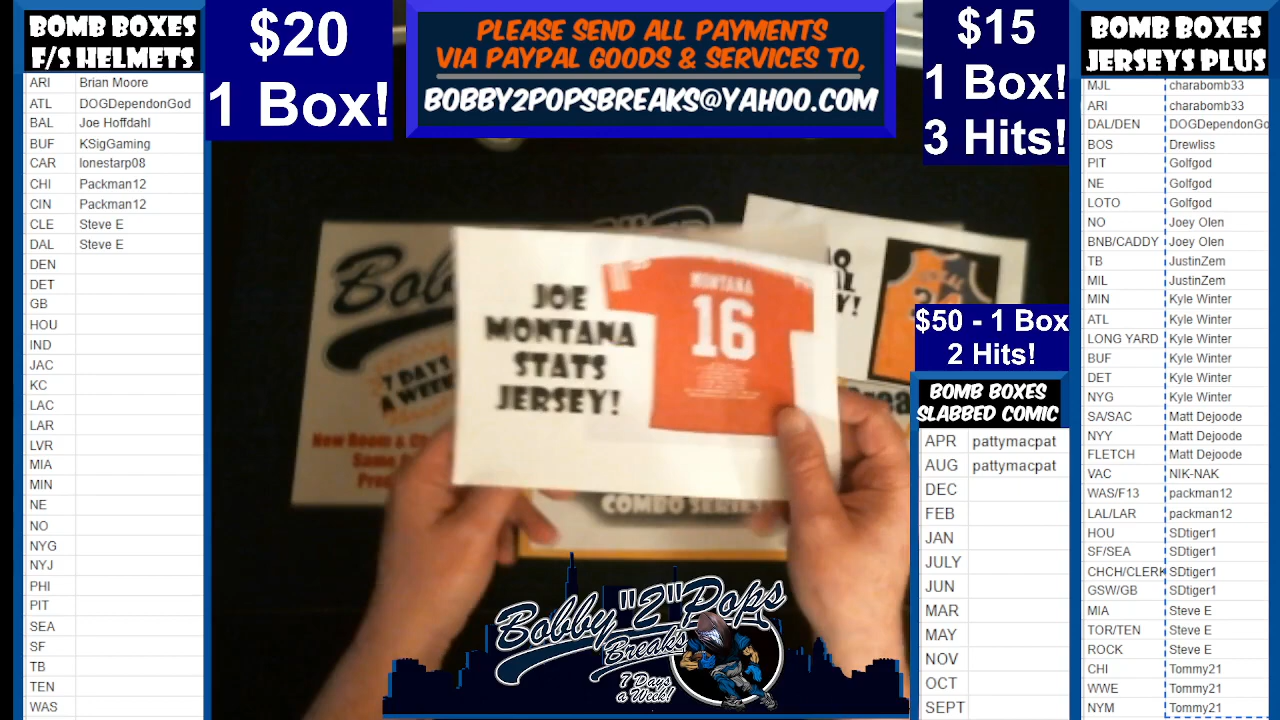 BOMB BOXES
F/S HELMETS
ARI Brian Moore
ATL DOGDependonGod
BAL Joe Hoffdahl
BUF KSigGaming
CAR lonestarp08
CHI Packman12
CIN Packman12
CLE Steve E
DAL Steve E
DEN
DET
GB
HOU
IND
JAC
KC
LAC
LAR
LVR
MIA
MIN
NE
NO
NYG
NYJ
PHI
PIT
SEA
SF
TB
TEN
WAS
$20
1 Box!
PLEASE SEND ALL PAYMENTS
VIA PAYPAL GOODS & SERVICES TO,
BOBBY2POPSBREAKS@YAHOO.COM
JOE
MONTANA
STATS
JERSEY!
MONTANA
16
7 DAYS
A WEEK!
COMBO SERIES
Bobby "2" Pops
Breaks
7 Days
a Week!
$15
1 Box!
3 Hits!
$50 - 1 Box
2 Hits!
BOMB BOXES
SLABBED COMIC
APR pattymacpat
AUG pattymacpat
DEC
FEB
JAN
JULY
JUN
MAR
MAY
NOV
OCT
SEPT
BOMB BOXES
JERSEYS PLUS
MJL charabomb33
ARI charabomb33
DAL/DEN DOGDependonGo
BOS Drewliss
PIT Golfgod
NE Golfgod
LOTO Golfgod
NO Joey Olen
BNB/CADDY Joey Olen
TB JustinZem
MIL JustinZem
MIN Kyle Winter
ATL Kyle Winter
LONG YARD Kyle Winter
BUF Kyle Winter
DET Kyle Winter
NYG Kyle Winter
SA/SAC Matt Dejoode
NYY Matt Dejoode
FLETCH Matt Dejoode
VAC NIK-NAK
WAS/F13 packman12
LAL/LAR packman12
HOU SDtiger1
SF/SEA SDtiger1
CHCH/CLERK SDtiger1
GSW/GB SDtiger1
MIA Steve E
TOR/TEN Steve E
ROCK Steve E
CHI Tommy21
WWE Tommy21
NYM Tommy21